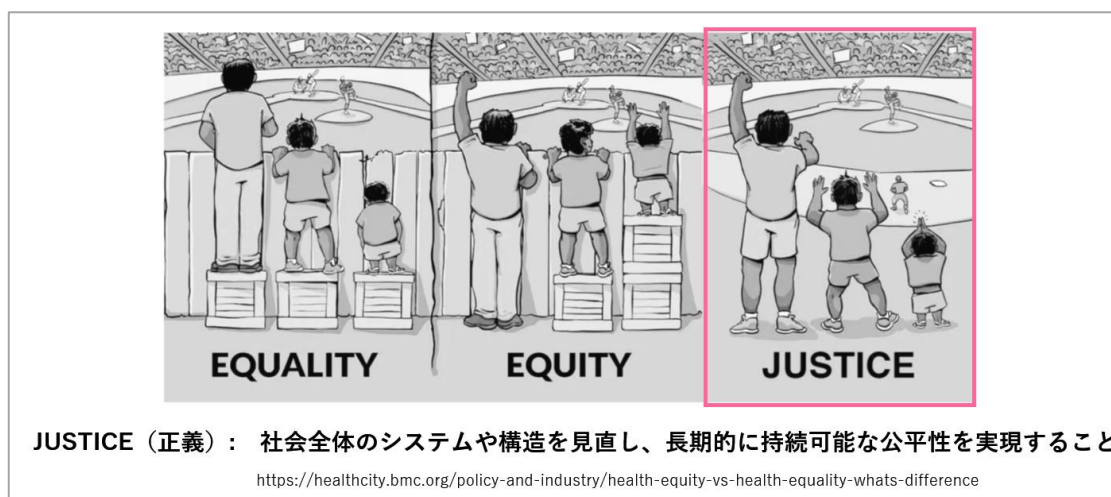 EQUALITY
EQUITY
JUSTICE
JUSTICE（正義）: 社会全体のシステムや構造を見直し、長期的に持続可能な公平性を実現すること
https://healthcity.bmc.org/policy-and-industry/health-equity-vs-health-equality-whats-difference